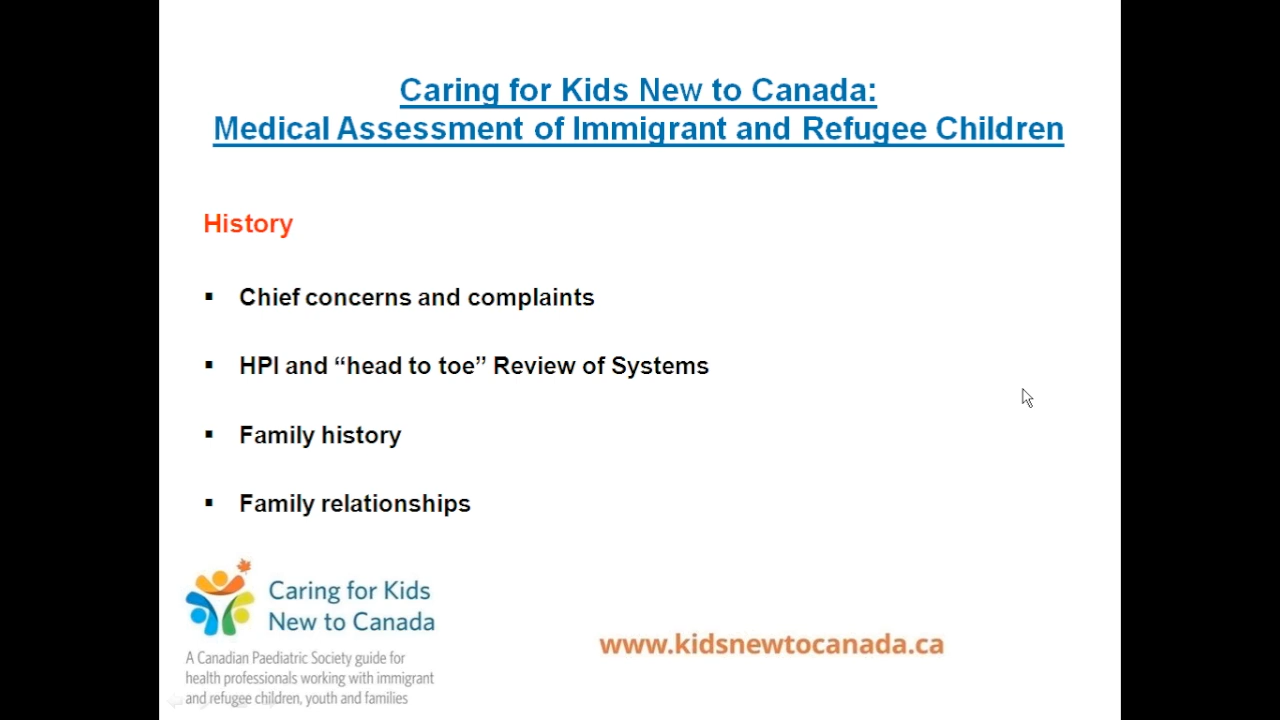 Caring for Kids New to Canada:
Medical Assessment of Immigrant and Refugee Children
History
▪ Chief concerns and complaints
▪ HPI and “head to toe” Review of Systems
▪ Family history
▪ Family relationships
Caring for Kids
New to Canada
www.kidsnewtocanada.ca
A Canadian Paediatric Society guide for
health professionals working with immigrant
and refugee children, youth and families